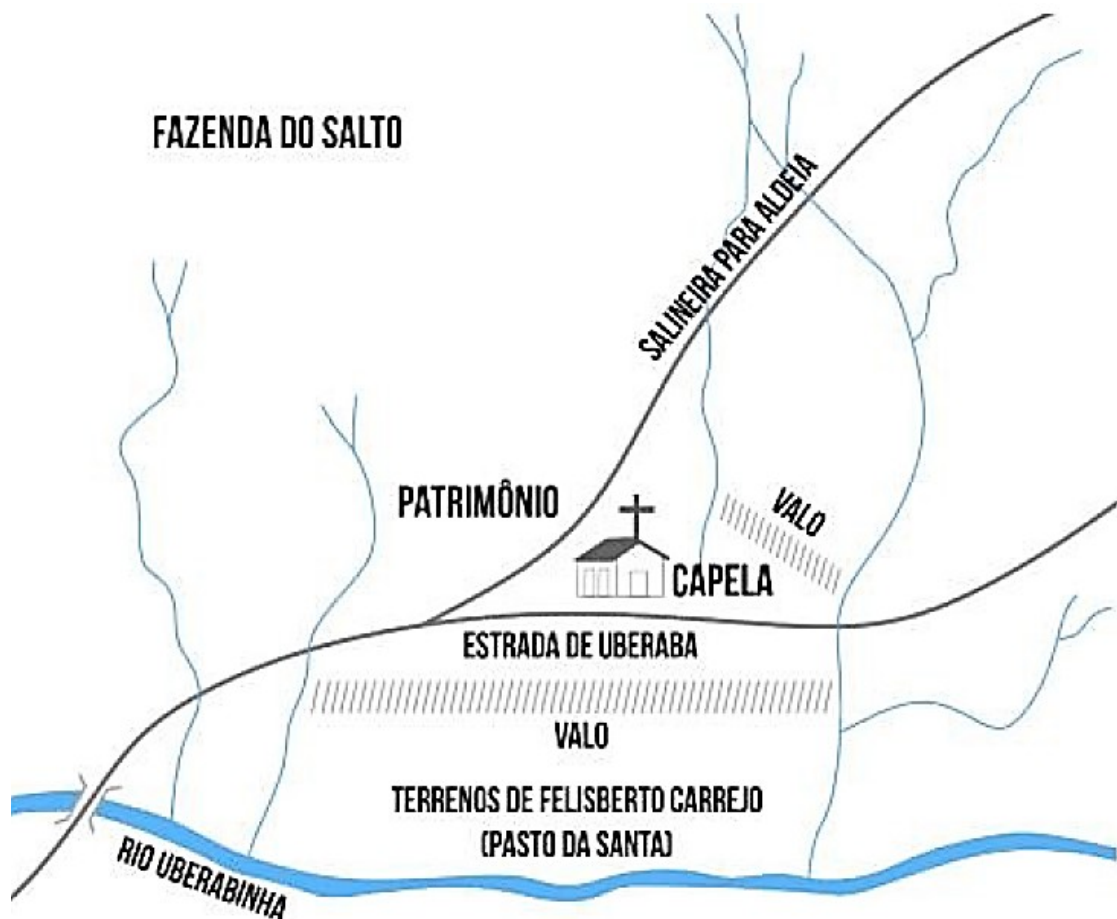 FAZENDA DO SALTO
SALINEIRA PARA ALDEIA
PATRIMÔNIO
VALO
CAPELA
ESTRADA DE UBERABA
VALO
TERRENOS DE FELISBERTO CARREJO
(PASTO DA SANTA)
RIO UBERABINHA